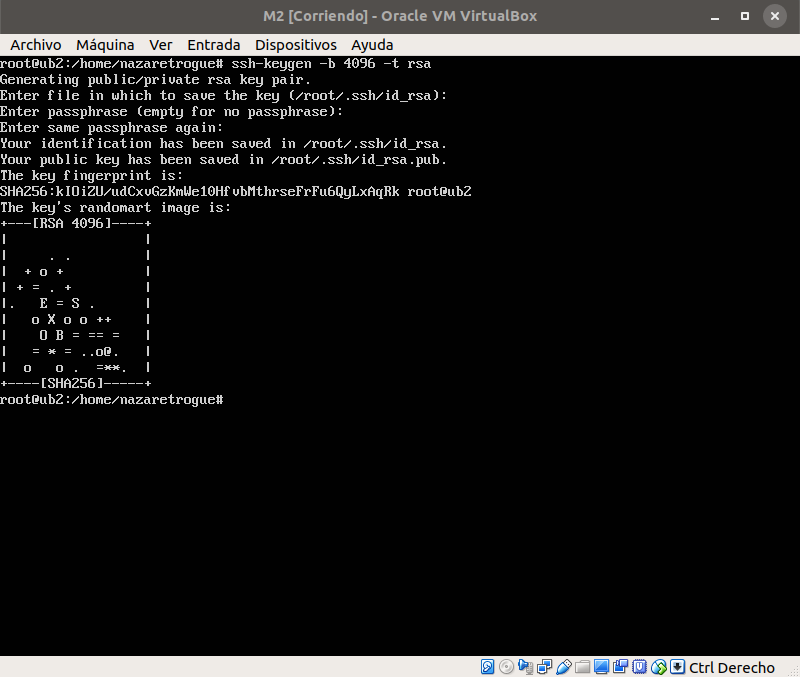 M2 [Corriendo] - Oracle VM VirtualBox
Archivo Máquina Ver Entrada Dispositivos Ayuda
root@ub2:/home/nazaretrogue# ssh-keygen -b 4096 -t rsa
Generating public/private rsa key pair.
Enter file in which to save the key (/root/.ssh/id_rsa):
Enter passphrase (empty for no passphrase):
Enter same passphrase again:
Your identification has been saved in /root/.ssh/id_rsa.
Your public key has been saved in /root/.ssh/id_rsa.pub.
The key fingerprint is:
SHA256:kIOiZU/udCxvGzKmWe10HfvbMthrseFrFu6QyLxAqRk root@ub2
The key's randomart image is:
+---[RSA 4096]----+
|                 |
|     . .         |
|  + o +          |
| + = . +         |
|.   E = S .      |
|   o X o o ++    |
|    O B = == =   |
|   = * = ..o@.   |
|  o   o .  =**.  |
+----[SHA256]-----+
root@ub2:/home/nazaretrogue#
Ctrl Derecho